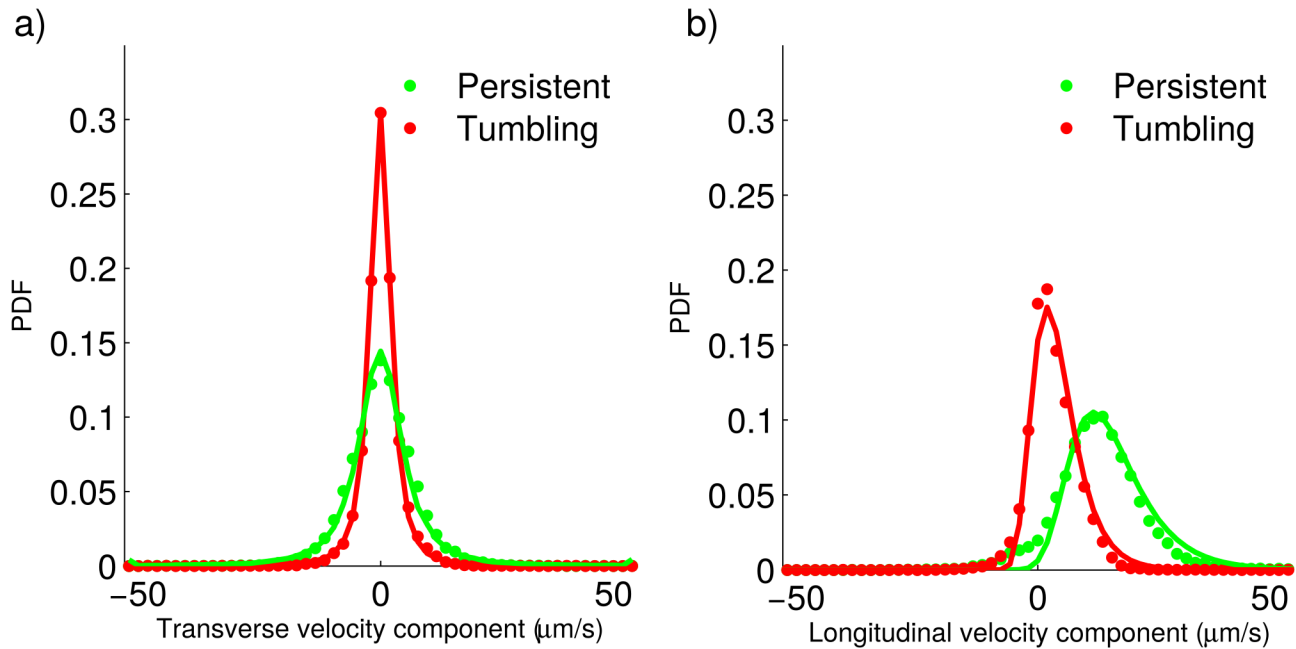 a)
Persistent
Tumbling
0.3
0.25
0.2
0.15
0.1
0.05
0
PDF
−50
0
50
Transverse velocity component (μm/s)
b)
Persistent
Tumbling
0.3
0.25
0.2
0.15
0.1
0.05
0
PDF
−50
0
50
Longitudinal velocity component (μm/s)